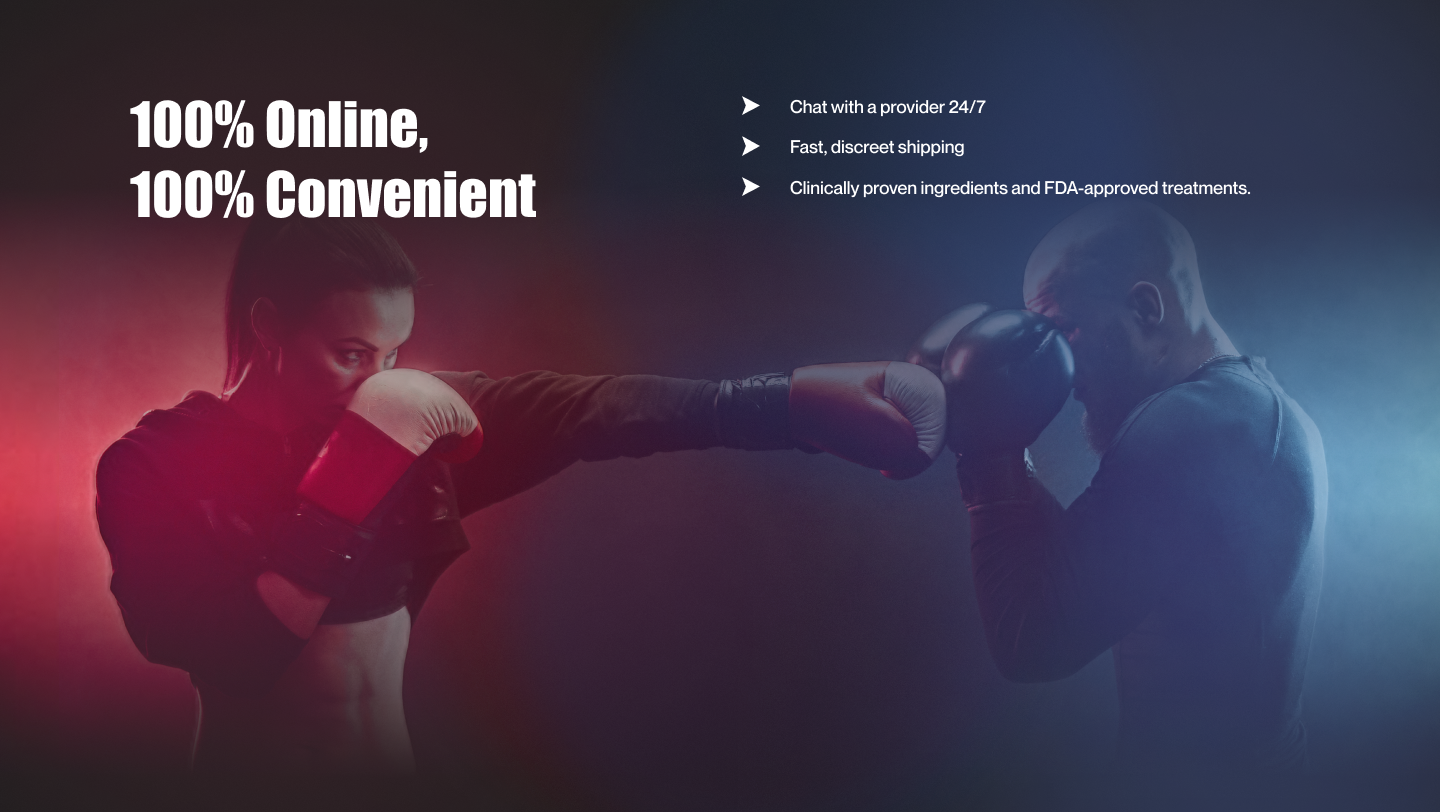 100% Online,
100% Convenient
Chat with a provider 24/7
Fast, discreet shipping
Clinically proven ingredients and FDA-approved treatments.